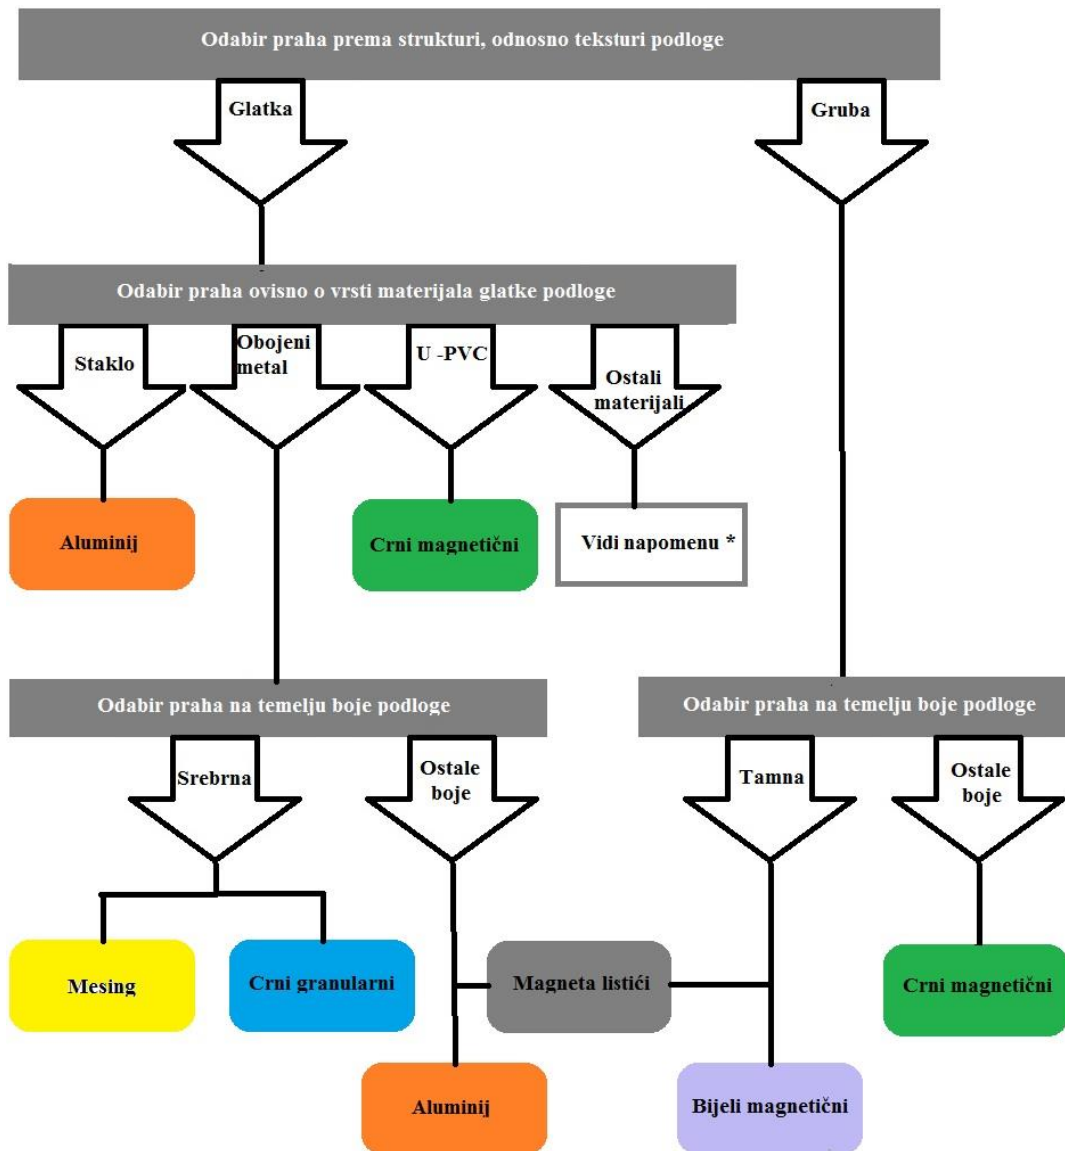 Odabir praha prema strukturi, odnosno teksturi podloge
Glatka
Gruba
Odabir praha ovisno o vrsti materijala glatke podloge
Staklo
Obojeni
metal
U -PVC
Ostali
materijali
Aluminij
Crni magnetični
Vidi napomenu *
Odabir praha na temelju boje podloge
Odabir praha na temelju boje podloge
Srebrna
Ostale
boje
Tamna
Ostale
boje
Mesing
Crni granularni
Magneta listići
Crni magnetični
Aluminij
Bijeli magnetični